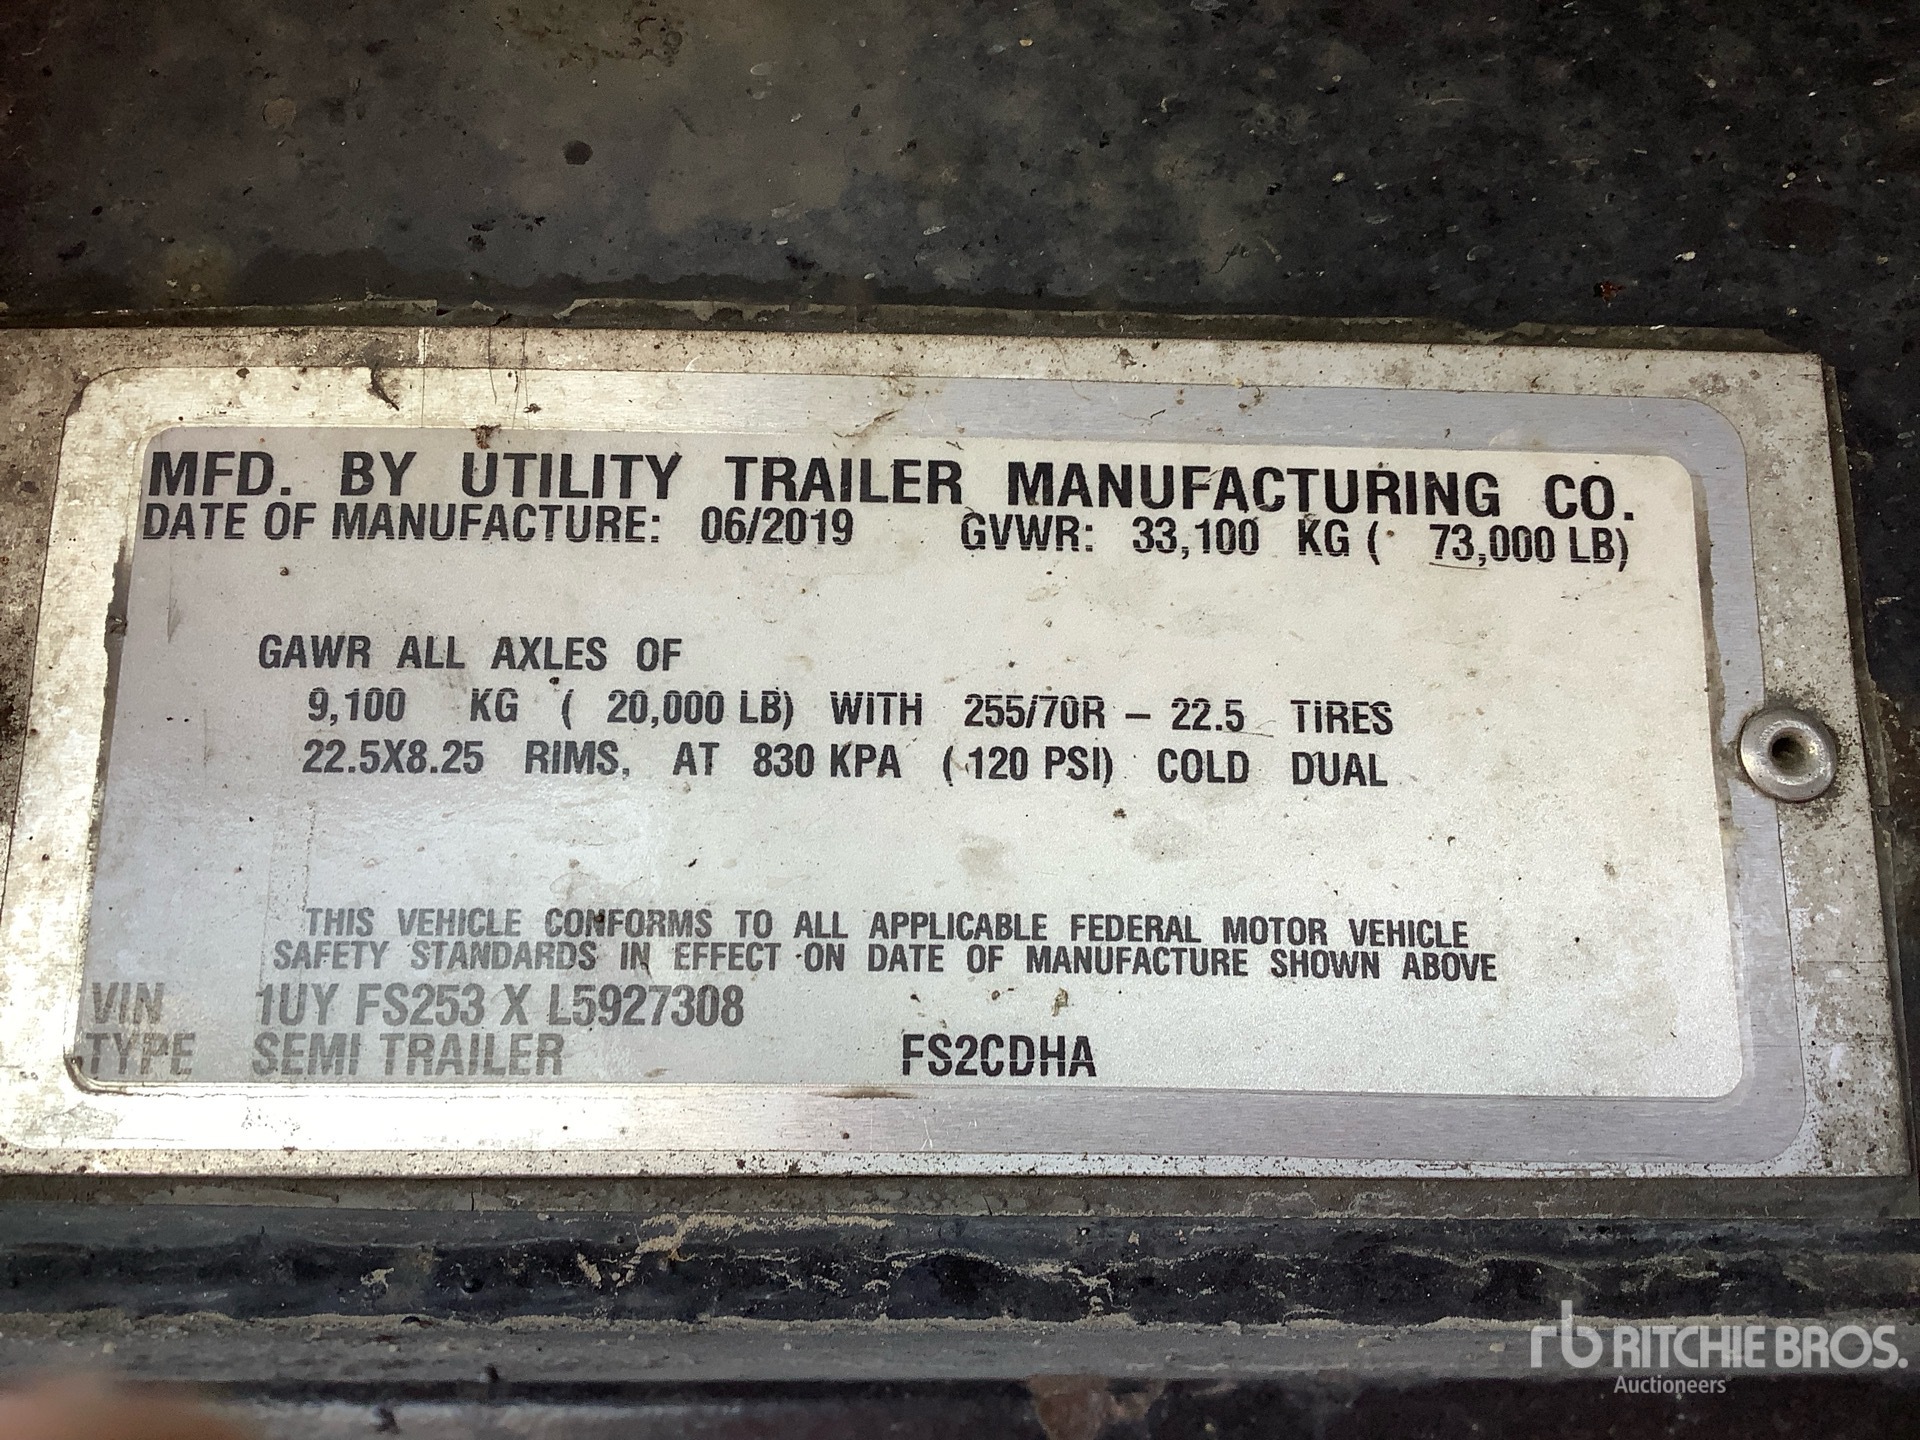 MFD. BY UTILITY TRAILER MANUFACTURING CO.
DATE OF MANUFACTURE: 06/2019 GVWR: 33,100 KG ( 73,000 LB)
GAWR ALL AXLES OF
9,100 KG ( 20,000 LB) WITH 255/70R – 22.5 TIRES
22.5X8.25 RIMS, AT 830 KPA ( 120 PSI) COLD DUAL
THIS VEHICLE CONFORMS TO ALL APPLICABLE FEDERAL MOTOR VEHICLE
SAFETY STANDARDS IN EFFECT ON DATE OF MANUFACTURE SHOWN ABOVE
VIN 1UY FS253 X L5927308
TYPE SEMI TRAILER FS2CDHA
rb RITCHIE BROS.
Auctioneers